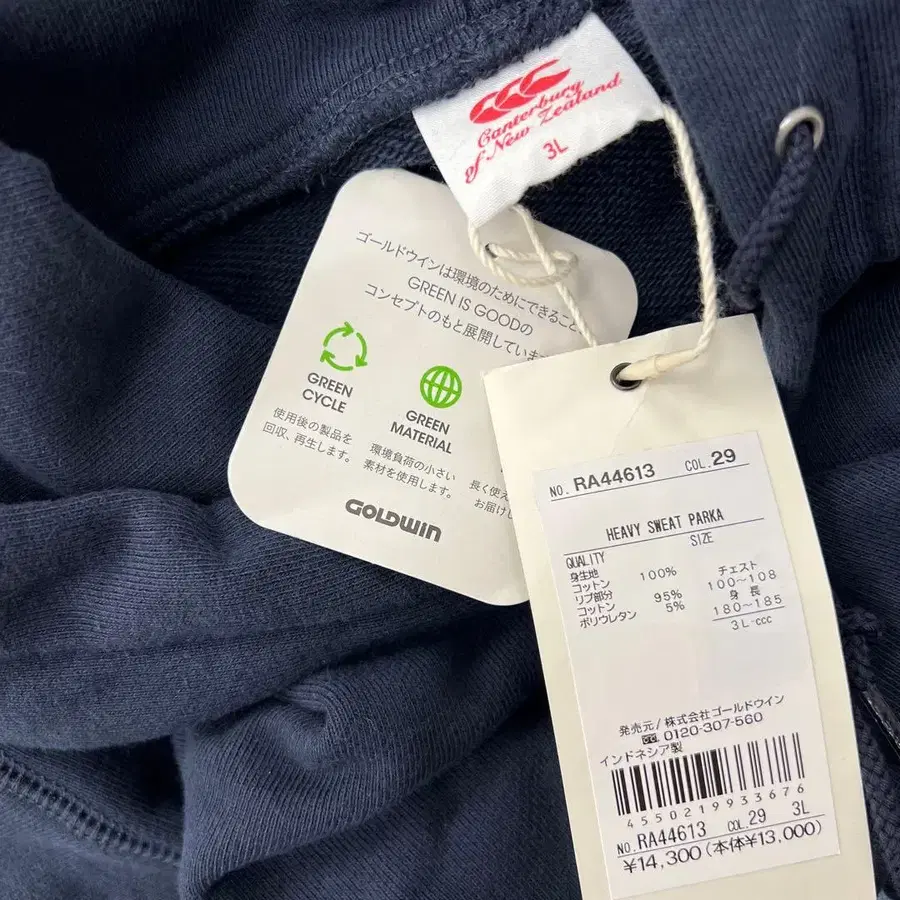 Canterbury
of New Zealand
3L
ゴールドウインは環境のためにできること
GREEN IS GOODの
コンセプトのもと展開していま
GREEN
CYCLE
使用後の製品を
回収、再生します。
GREEN
MATERIAL
環境負荷の小さい
素材を使用します。
長く使え
お届けし
GOLDWIN
NO. RA44613 COL.29
HEAVY SWEAT PARKA
QUALITY
身生地
コットン 100%
リブ部分
コットン 95%
ポリウレタン 5%
SIZE
チェスト
100～108
身長
180～185
3L-ccc
発売元/株式会社ゴールドウイン
0120-307-560
インドネシア製
4550219933676
NO. RA44613 COL.29 3L
¥14,300(本体¥13,000)